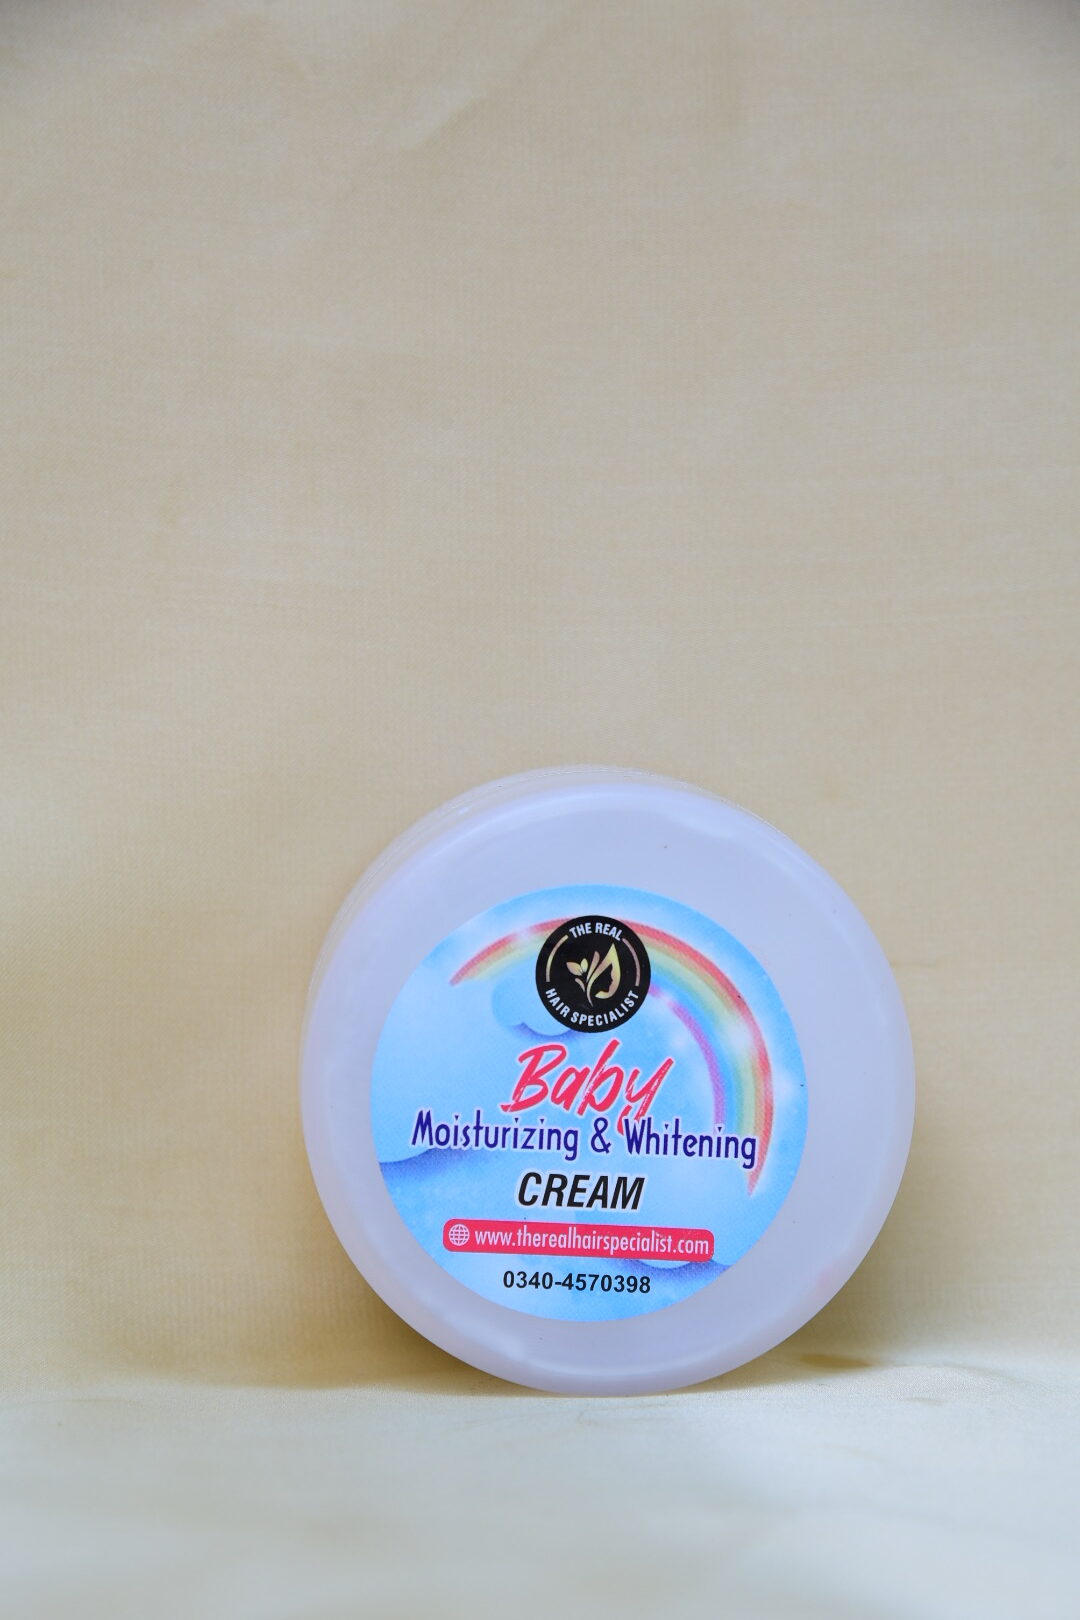 THE REAL
HAIR SPECIALIST
Baby
Moisturizing & Whitening
CREAM
www.therealhairspecialist.com
0340-4570398